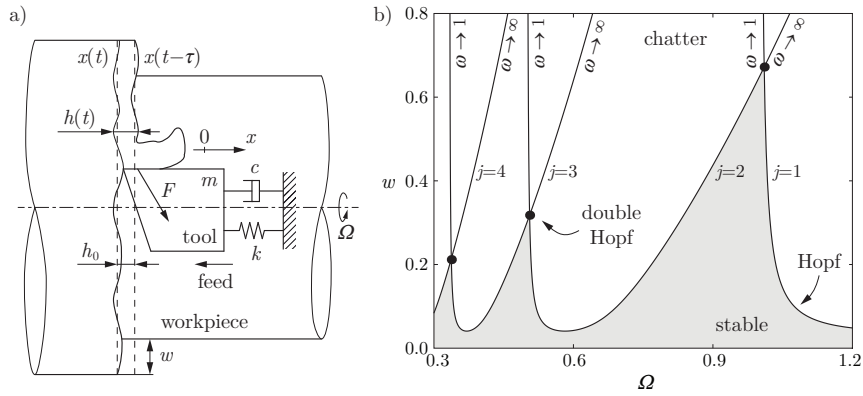 a)
x(t)
x(t−τ)
h(t)
0
x
c
m
F
tool
k
Ω
h₀
feed
workpiece
w
b)
0.8
0.6
0.4
0.2
0.0
w
ω→1
ω→∞
ω→1
ω→∞
chatter
ω→1
ω→∞
j=4
j=3
j=2
j=1
double
Hopf
Hopf
stable
0.3
0.6
0.9
1.2
Ω